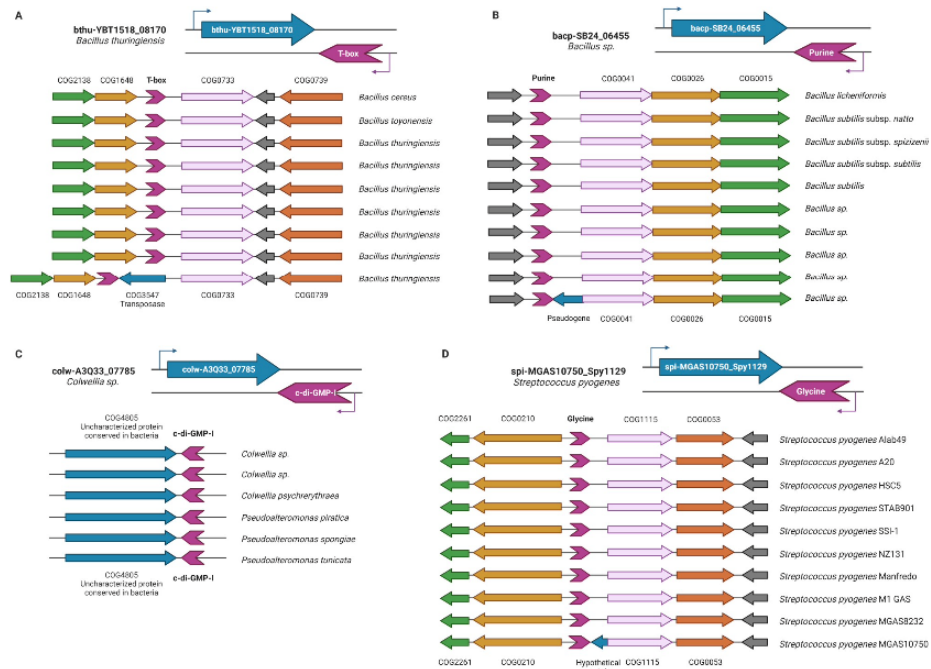 A
bthu-YBT1518_08170
Bacillus thuringiensis
bthu-YBT1518_08170
T-box
COG2138 COG1648 T-box COG0733 COG0739
Bacillus cereus
Bacillus toyonensis
Bacillus thuringiensis
Bacillus thuringiensis
Bacillus thuringiensis
Bacillus thuringiensis
Bacillus thuringiensis
Bacillus thuringiensis
Bacillus thuringiensis
COG2138 COG1648 COG3547 COG0733 COG0739
Transposase
B
bacp-SB24_06455
Bacillus sp.
bacp-SB24_06455
Purine
Purine COG0041 COG0026 COG0015
Bacillus licheniformis
Bacillus subtilis subsp. natto
Bacillus subtilis subsp. spizizenii
Bacillus subtilis subsp. subtilis
Bacillus subtilis
Bacillus sp.
Bacillus sp.
Bacillus sp.
Bacillus sp.
Bacillus sp.
Pseudogene COG0041 COG0026 COG0015
C
colw-A3Q33_07785
Colwellia sp.
colw-A3Q33_07785
c-di-GMP-I
COG4805
Uncharacterized protein
conserved in bacteria
c-di-GMP-I
Colwellia sp.
Colwellia sp.
Colwellia psychrerythraea
Pseudoalteromonas piratica
Pseudoalteromonas spongiae
Pseudoalteromonas tunicata
COG4805
Uncharacterized protein
conserved in bacteria
c-di-GMP-I
D
spi-MGAS10750_Spy1129
Streptococcus pyogenes
spi-MGAS10750_Spy1129
Glycine
COG2261 COG0210 Glycine COG1115 COG0053
Streptococcus pyogenes Alab49
Streptococcus pyogenes A20
Streptococcus pyogenes HSC5
Streptococcus pyogenes STAB901
Streptococcus pyogenes SSI-1
Streptococcus pyogenes NZ131
Streptococcus pyogenes Manfredo
Streptococcus pyogenes M1 GAS
Streptococcus pyogenes MGAS8232
Streptococcus pyogenes MGAS10750
COG2261 COG0210 Hypothetical COG1115 COG0053